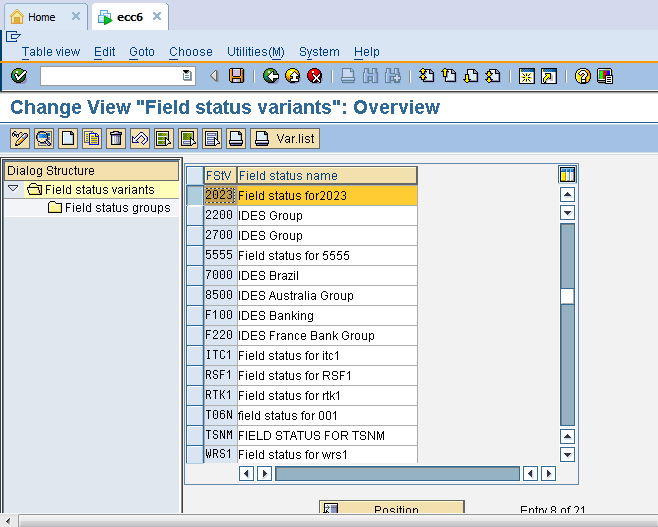 Home ecc6
Table view Edit Goto Choose Utilities(M) System Help
Change View "Field status variants": Overview
Var.list
Dialog Structure
Field status variants
Field status groups
FStV Field status name
2023 Field status for2023
2200 IDES Group
2700 IDES Group
5555 Field status for 5555
7000 IDES Brazil
8500 IDES Australia Group
F100 IDES Banking
F220 IDES France Bank Group
ITC1 Field status for itc1
RSF1 Field status for RSF1
RTK1 Field status for rtk1
T06N field status for 001
TSNM FIELD STATUS FOR TSNM
WRS1 Field status for wrs1
Position Entry 8 of 21